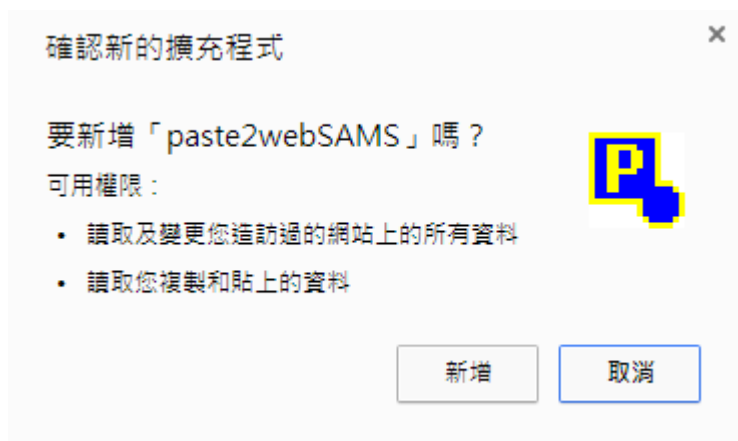 確認新的擴充程式
要新增「paste2webSAMS」嗎？
可用權限：
• 讀取及變更您造訪過的網站上的所有資料
• 讀取您複製和貼上的資料
P
新增 取消